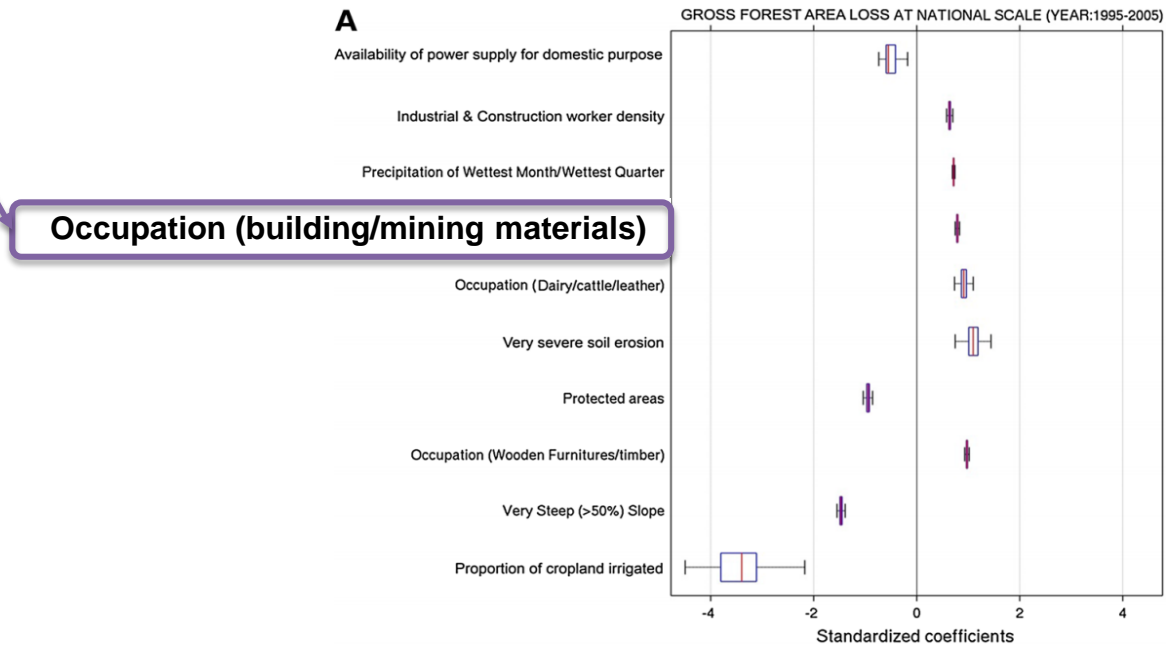 A
GROSS FOREST AREA LOSS AT NATIONAL SCALE (YEAR:1995-2005)
Availability of power supply for domestic purpose
Industrial & Construction worker density
Precipitation of Wettest Month/Wettest Quarter
Occupation (building/mining materials)
Occupation (Dairy/cattle/leather)
Very severe soil erosion
Protected areas
Occupation (Wooden Furnitures/timber)
Very Steep (>50%) Slope
Proportion of cropland irrigated
-4 -2 0 2 4
Standardized coefficients